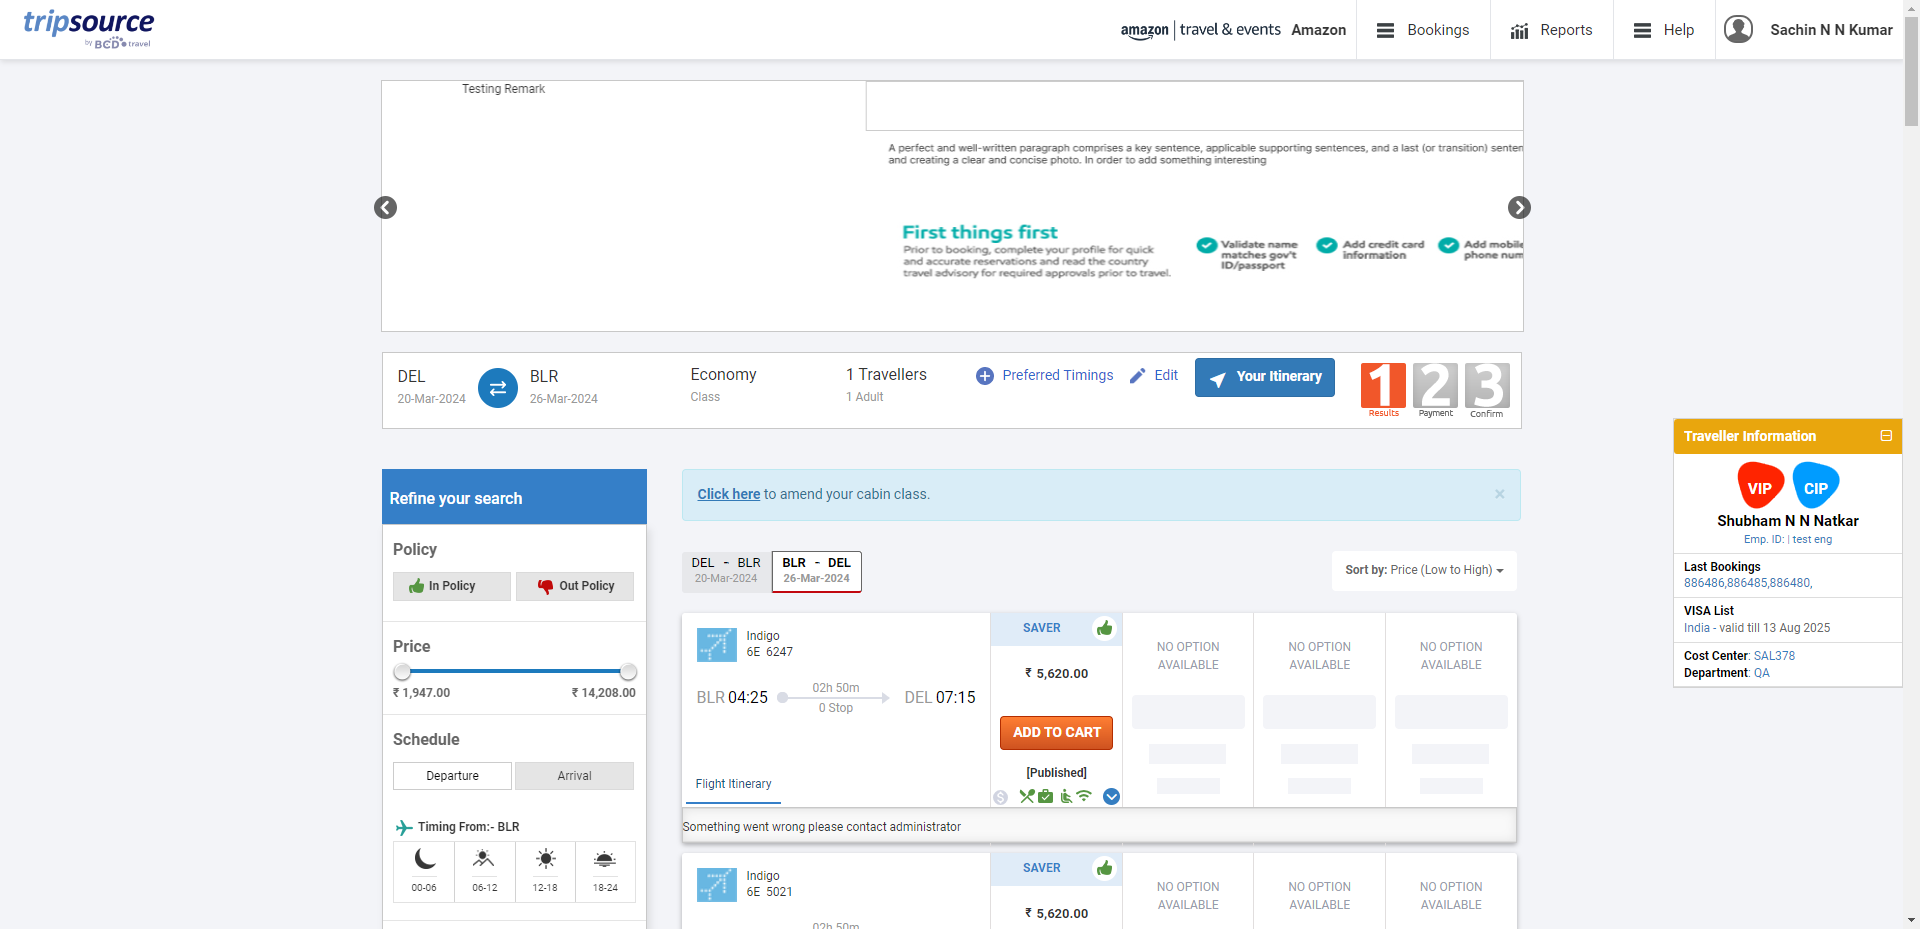 tripsource
by BCD travel
amazon travel & events Amazon
Bookings
Reports
Help
Sachin N N Kumar
Testing Remark
A perfect and well-written paragraph comprises a key sentence, applicable supporting sentences, and a last (or transition) senten
and creating a clear and concise photo. In order to add something interesting
First things first
Prior to booking, complete your profile for quick
and accurate reservations and read the country
travel advisory for required approvals prior to travel.
Validate name
matches gov't
ID/passport
Add credit card
information
Add mobile
phone num
DEL
20-Mar-2024
BLR
26-Mar-2024
Economy
Class
1 Travellers
1 Adult
Preferred Timings
Edit
Your Itinerary
1
Results
2
Payment
3
Confirm
Traveller Information
VIP
CIP
Shubham N N Natkar
Emp. ID: | test eng
Last Bookings
886486,886485,886480,
VISA List
India - valid till 13 Aug 2025
Cost Center: SAL378
Department: QA
Refine your search
Policy
In Policy
Out Policy
Price
₹ 1,947.00
₹ 14,208.00
Schedule
Departure
Arrival
Timing From:- BLR
00-06
06-12
12-18
18-24
Click here to amend your cabin class.
×
DEL - BLR
20-Mar-2024
BLR - DEL
26-Mar-2024
Sort by: Price (Low to High)
Indigo
6E 6247
BLR 04:25
02h 50m
0 Stop
DEL 07:15
Flight Itinerary
SAVER
₹ 5,620.00
ADD TO CART
[Published]
NO OPTION
AVAILABLE
NO OPTION
AVAILABLE
NO OPTION
AVAILABLE
Something went wrong please contact administrator
Indigo
6E 5021
02h 50m
SAVER
₹ 5,620.00
NO OPTION
AVAILABLE
NO OPTION
AVAILABLE
NO OPTION
AVAILABLE